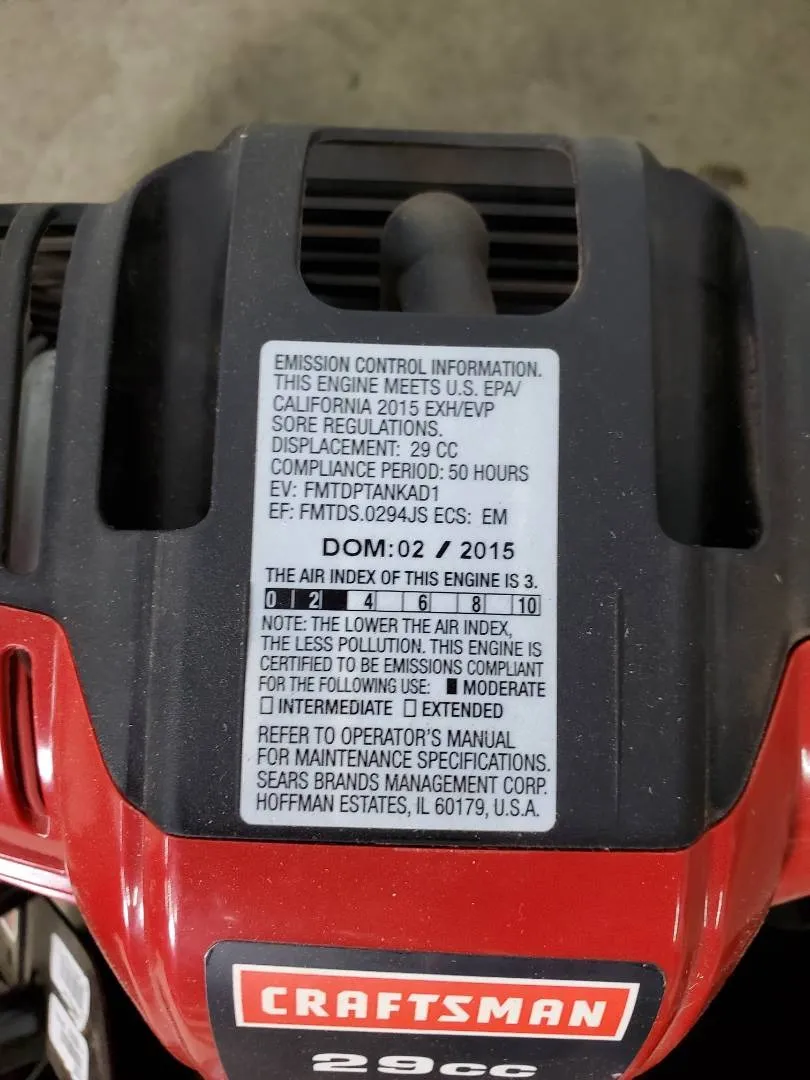 EMISSION CONTROL INFORMATION.
THIS ENGINE MEETS U.S. EPA/
CALIFORNIA 2015 EXH/EVP
SORE REGULATIONS.
DISPLACEMENT: 29 CC
COMPLIANCE PERIOD: 50 HOURS
EV: FMTDPTANKAD1
EF: FMTDS.0294JS ECS: EM
DOM:02 / 2015
THE AIR INDEX OF THIS ENGINE IS 3.
0 2 4 6 8 10
NOTE: THE LOWER THE AIR INDEX,
THE LESS POLLUTION. THIS ENGINE IS
CERTIFIED TO BE EMISSIONS COMPLIANT
FOR THE FOLLOWING USE: ■ MODERATE
□ INTERMEDIATE □ EXTENDED
REFER TO OPERATOR'S MANUAL
FOR MAINTENANCE SPECIFICATIONS.
SEARS BRANDS MANAGEMENT CORP.
HOFFMAN ESTATES, IL 60179, U.S.A.
CRAFTSMAN
29cc